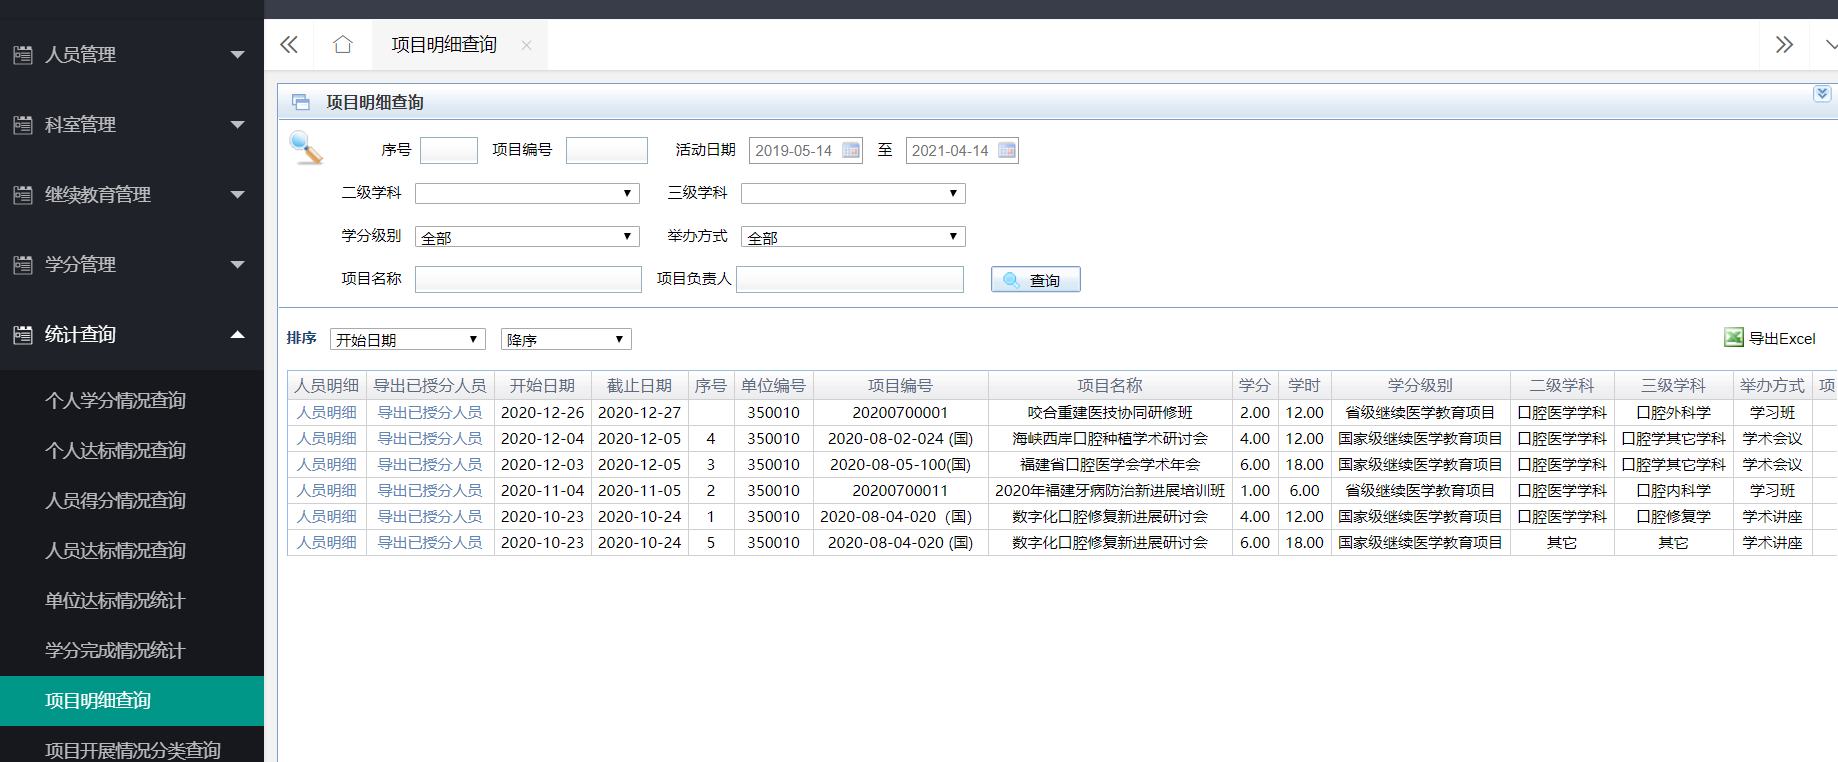 人员管理
科室管理
继续教育管理
学分管理
统计查询
个人学分情况查询
个人达标情况查询
人员得分情况查询
人员达标情况查询
单位达标情况统计
学分完成情况统计
项目明细查询
项目开展情况分类查询
项目明细查询
项目明细查询
序号 项目编号 活动日期 2019-05-14 至 2021-04-14
二级学科 三级学科
学分级别 全部 举办方式 全部
项目名称 项目负责人 查询
排序 开始日期 降序 导出Excel
人员明细 导出已授分人员 开始日期 截止日期 序号 单位编号 项目编号 项目名称 学分 学时 学分级别 二级学科 三级学科 举办方式 项
人员明细 导出已授分人员 2020-12-26 2020-12-27 350010 20200700001 咬合重建医技协同研修班 2.00 12.00 省级继续医学教育项目 口腔医学学科 口腔外科学 学习班
人员明细 导出已授分人员 2020-12-04 2020-12-05 4 350010 2020-08-02-024 (国) 海峡西岸口腔种植学术研讨会 4.00 12.00 国家级继续医学教育项目 口腔医学学科 口腔学其它学科 学术会议
人员明细 导出已授分人员 2020-12-03 2020-12-05 3 350010 2020-08-05-100(国) 福建省口腔医学会学术年会 6.00 18.00 国家级继续医学教育项目 口腔医学学科 口腔学其它学科 学术会议
人员明细 导出已授分人员 2020-11-04 2020-11-05 2 350010 20200700011 2020年福建牙病防治新进展培训班 1.00 6.00 省级继续医学教育项目 口腔医学学科 口腔内科学 学习班
人员明细 导出已授分人员 2020-10-23 2020-10-24 1 350010 2020-08-04-020（国） 数字化口腔修复新进展研讨会 4.00 12.00 国家级继续医学教育项目 口腔医学学科 口腔修复学 学术讲座
人员明细 导出已授分人员 2020-10-23 2020-10-24 5 350010 2020-08-04-020 (国) 数字化口腔修复新进展研讨会 6.00 18.00 国家级继续医学教育项目 其它 其它 学术讲座